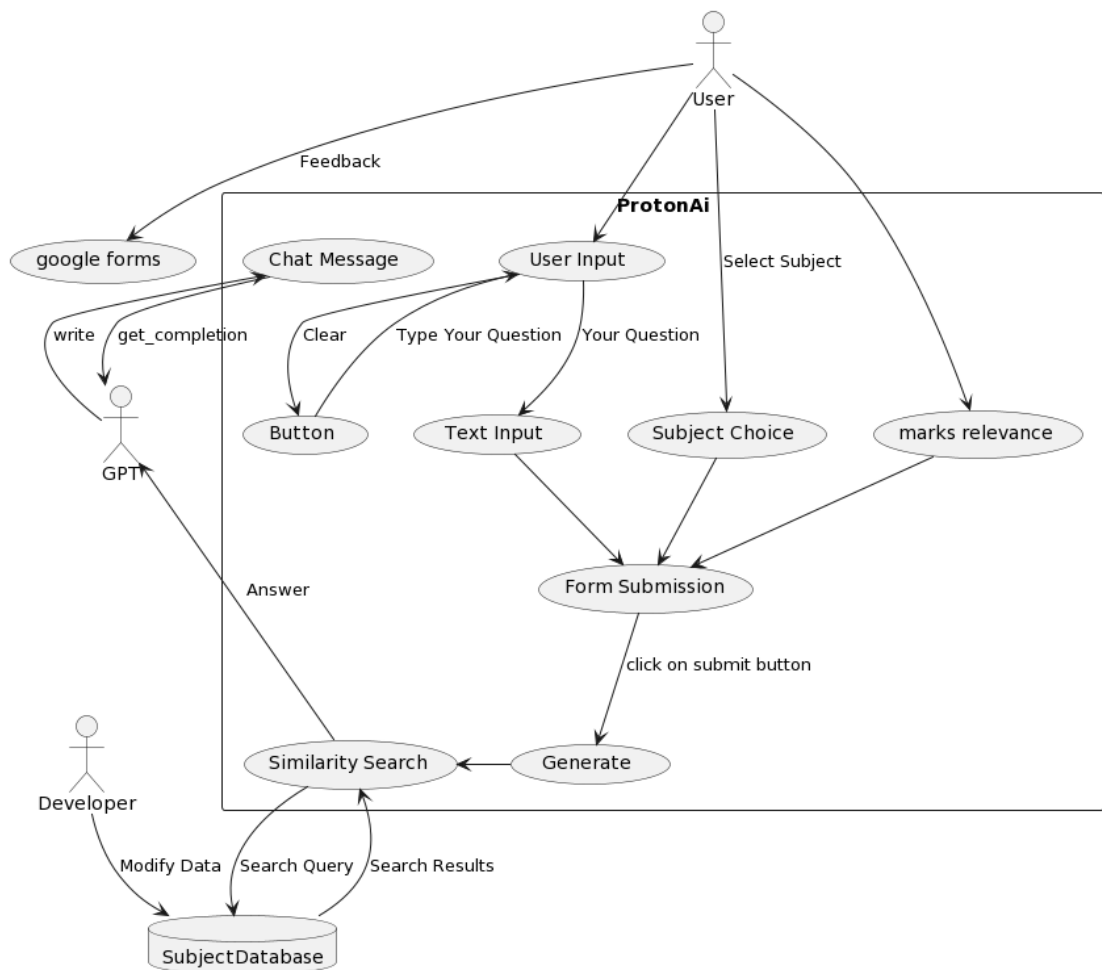 User
Feedback
ProtonAi
google forms
Chat Message
User Input
Select Subject
write
get_completion
Clear
Type Your Question
Your Question
GPT
Button
Text Input
Subject Choice
marks relevance
Answer
Form Submission
click on submit button
Similarity Search
Generate
Developer
Modify Data
Search Query
Search Results
SubjectDatabase